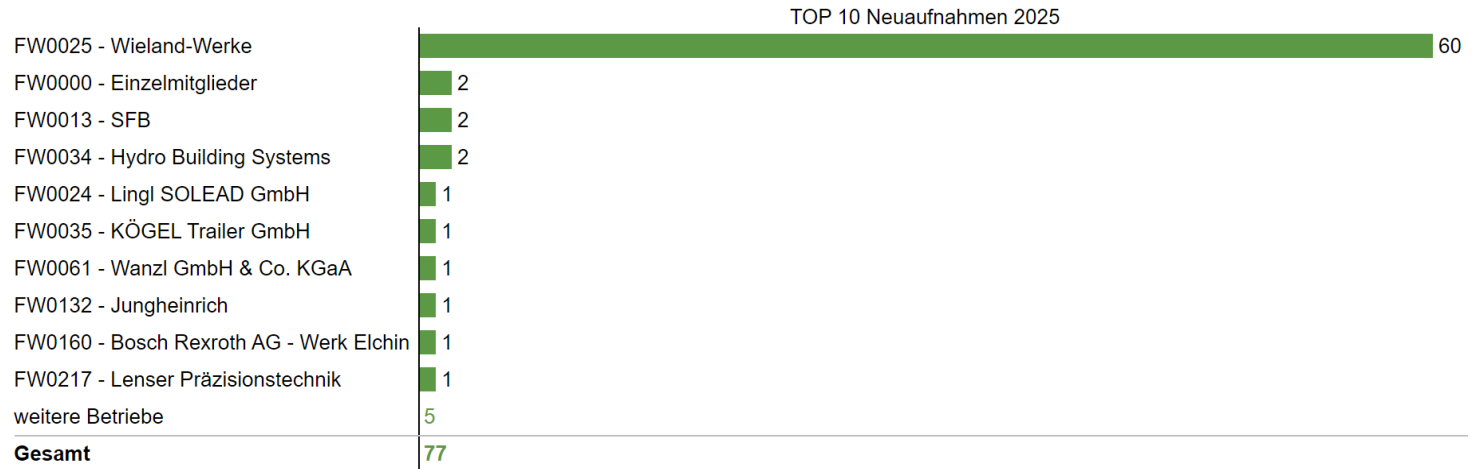 TOP 10 Neuaufnahmen 2025
FW0025 - Wieland-Werke 60
FW0000 - Einzelmitglieder 2
FW0013 - SFB 2
FW0034 - Hydro Building Systems 2
FW0024 - Lingl SOLEAD GmbH 1
FW0035 - KÖGEL Trailer GmbH 1
FW0061 - Wanzl GmbH & Co. KGaA 1
FW0132 - Jungheinrich 1
FW0160 - Bosch Rexroth AG - Werk Elchin 1
FW0217 - Lenser Präzisionstechnik 1
weitere Betriebe 5
Gesamt 77